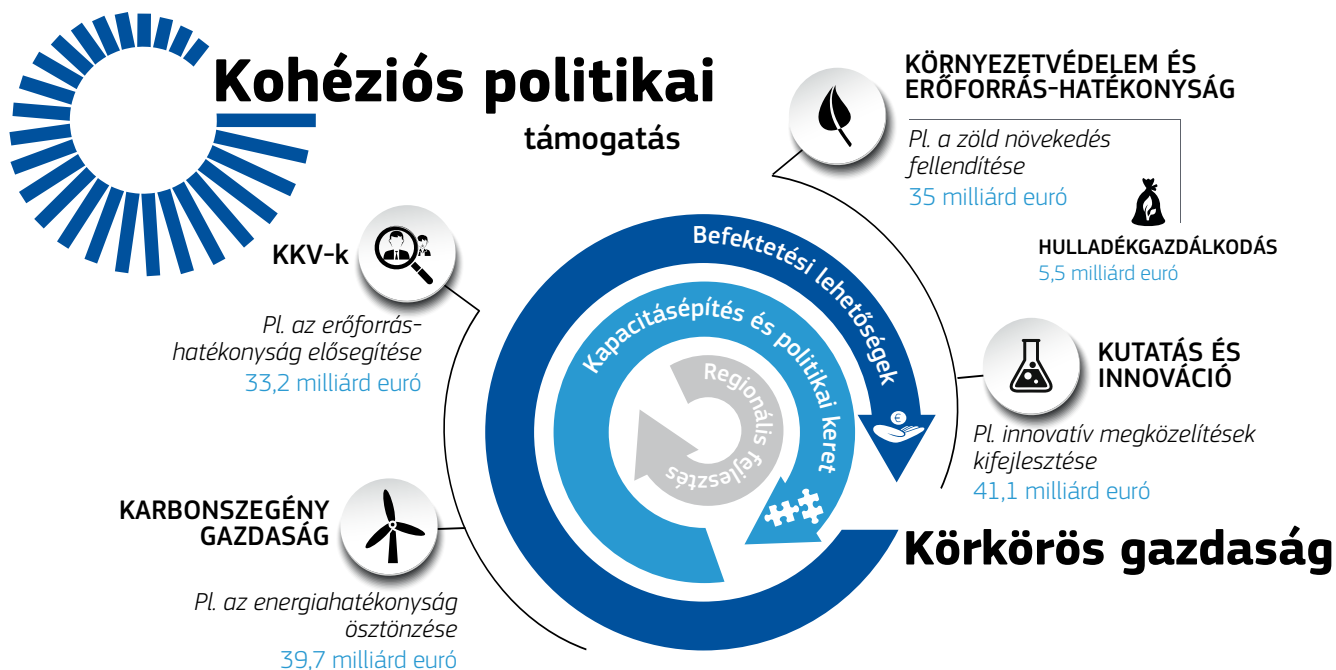 Kohéziós politikai
támogatás
KÖRNYEZETVÉDELEM ÉS
ERŐFORRÁS-HATÉKONYSÁG
Pl. a zöld növekedés
fellendítése
35 milliárd euró
HULLADÉKGAZDÁLKODÁS
5,5 milliárd euró
KKV-k
Pl. az erőforrás-
hatékonyság elősegítése
33,2 milliárd euró
Befektetési lehetőségek
€
Kapacitásépítés és politikai keret
Regionális fejlesztés
KUTATÁS ÉS
INNOVÁCIÓ
Pl. innovatív megközelítések
kifejlesztése
41,1 milliárd euró
KARBONSZEGÉNY
GAZDASÁG
Pl. az energiahatékonyság
ösztönzése
39,7 milliárd euró
Körkörös gazdaság